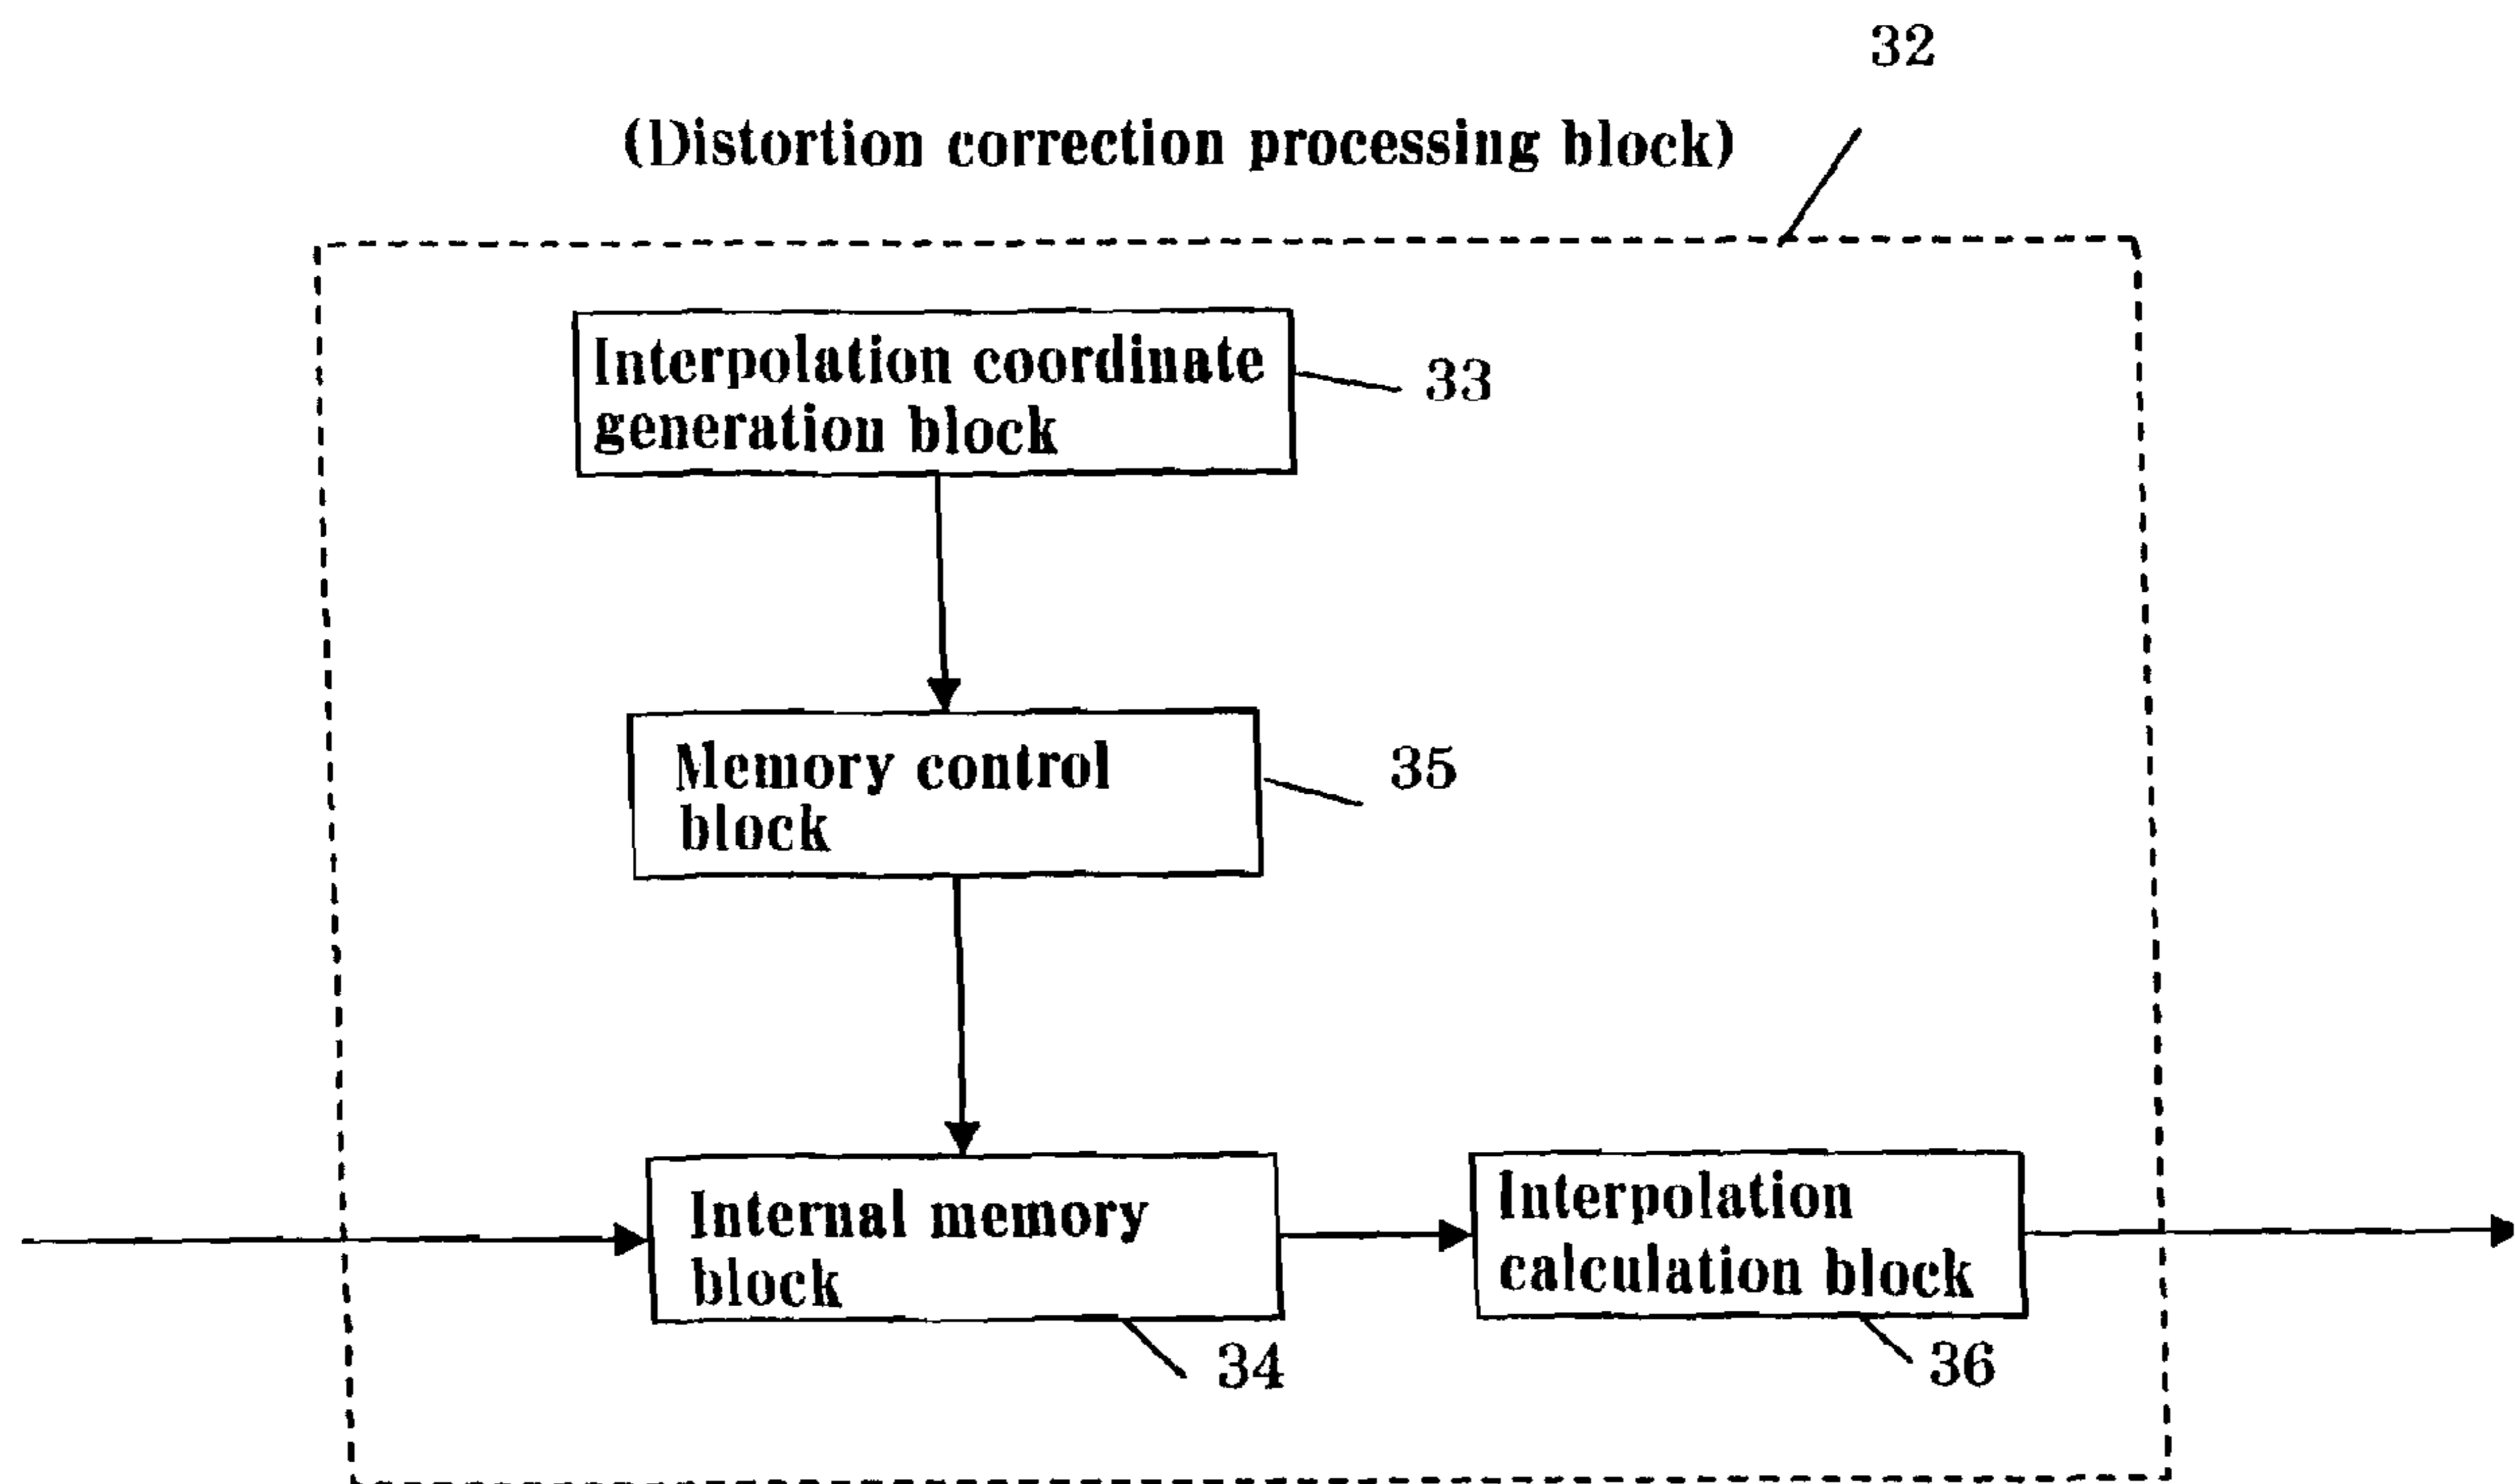 32
(Distortion correction processing block)
Interpolation coordinate
generation block
33
Memory control
block
35
Internal memory
block
34
Interpolation
calculation block
36